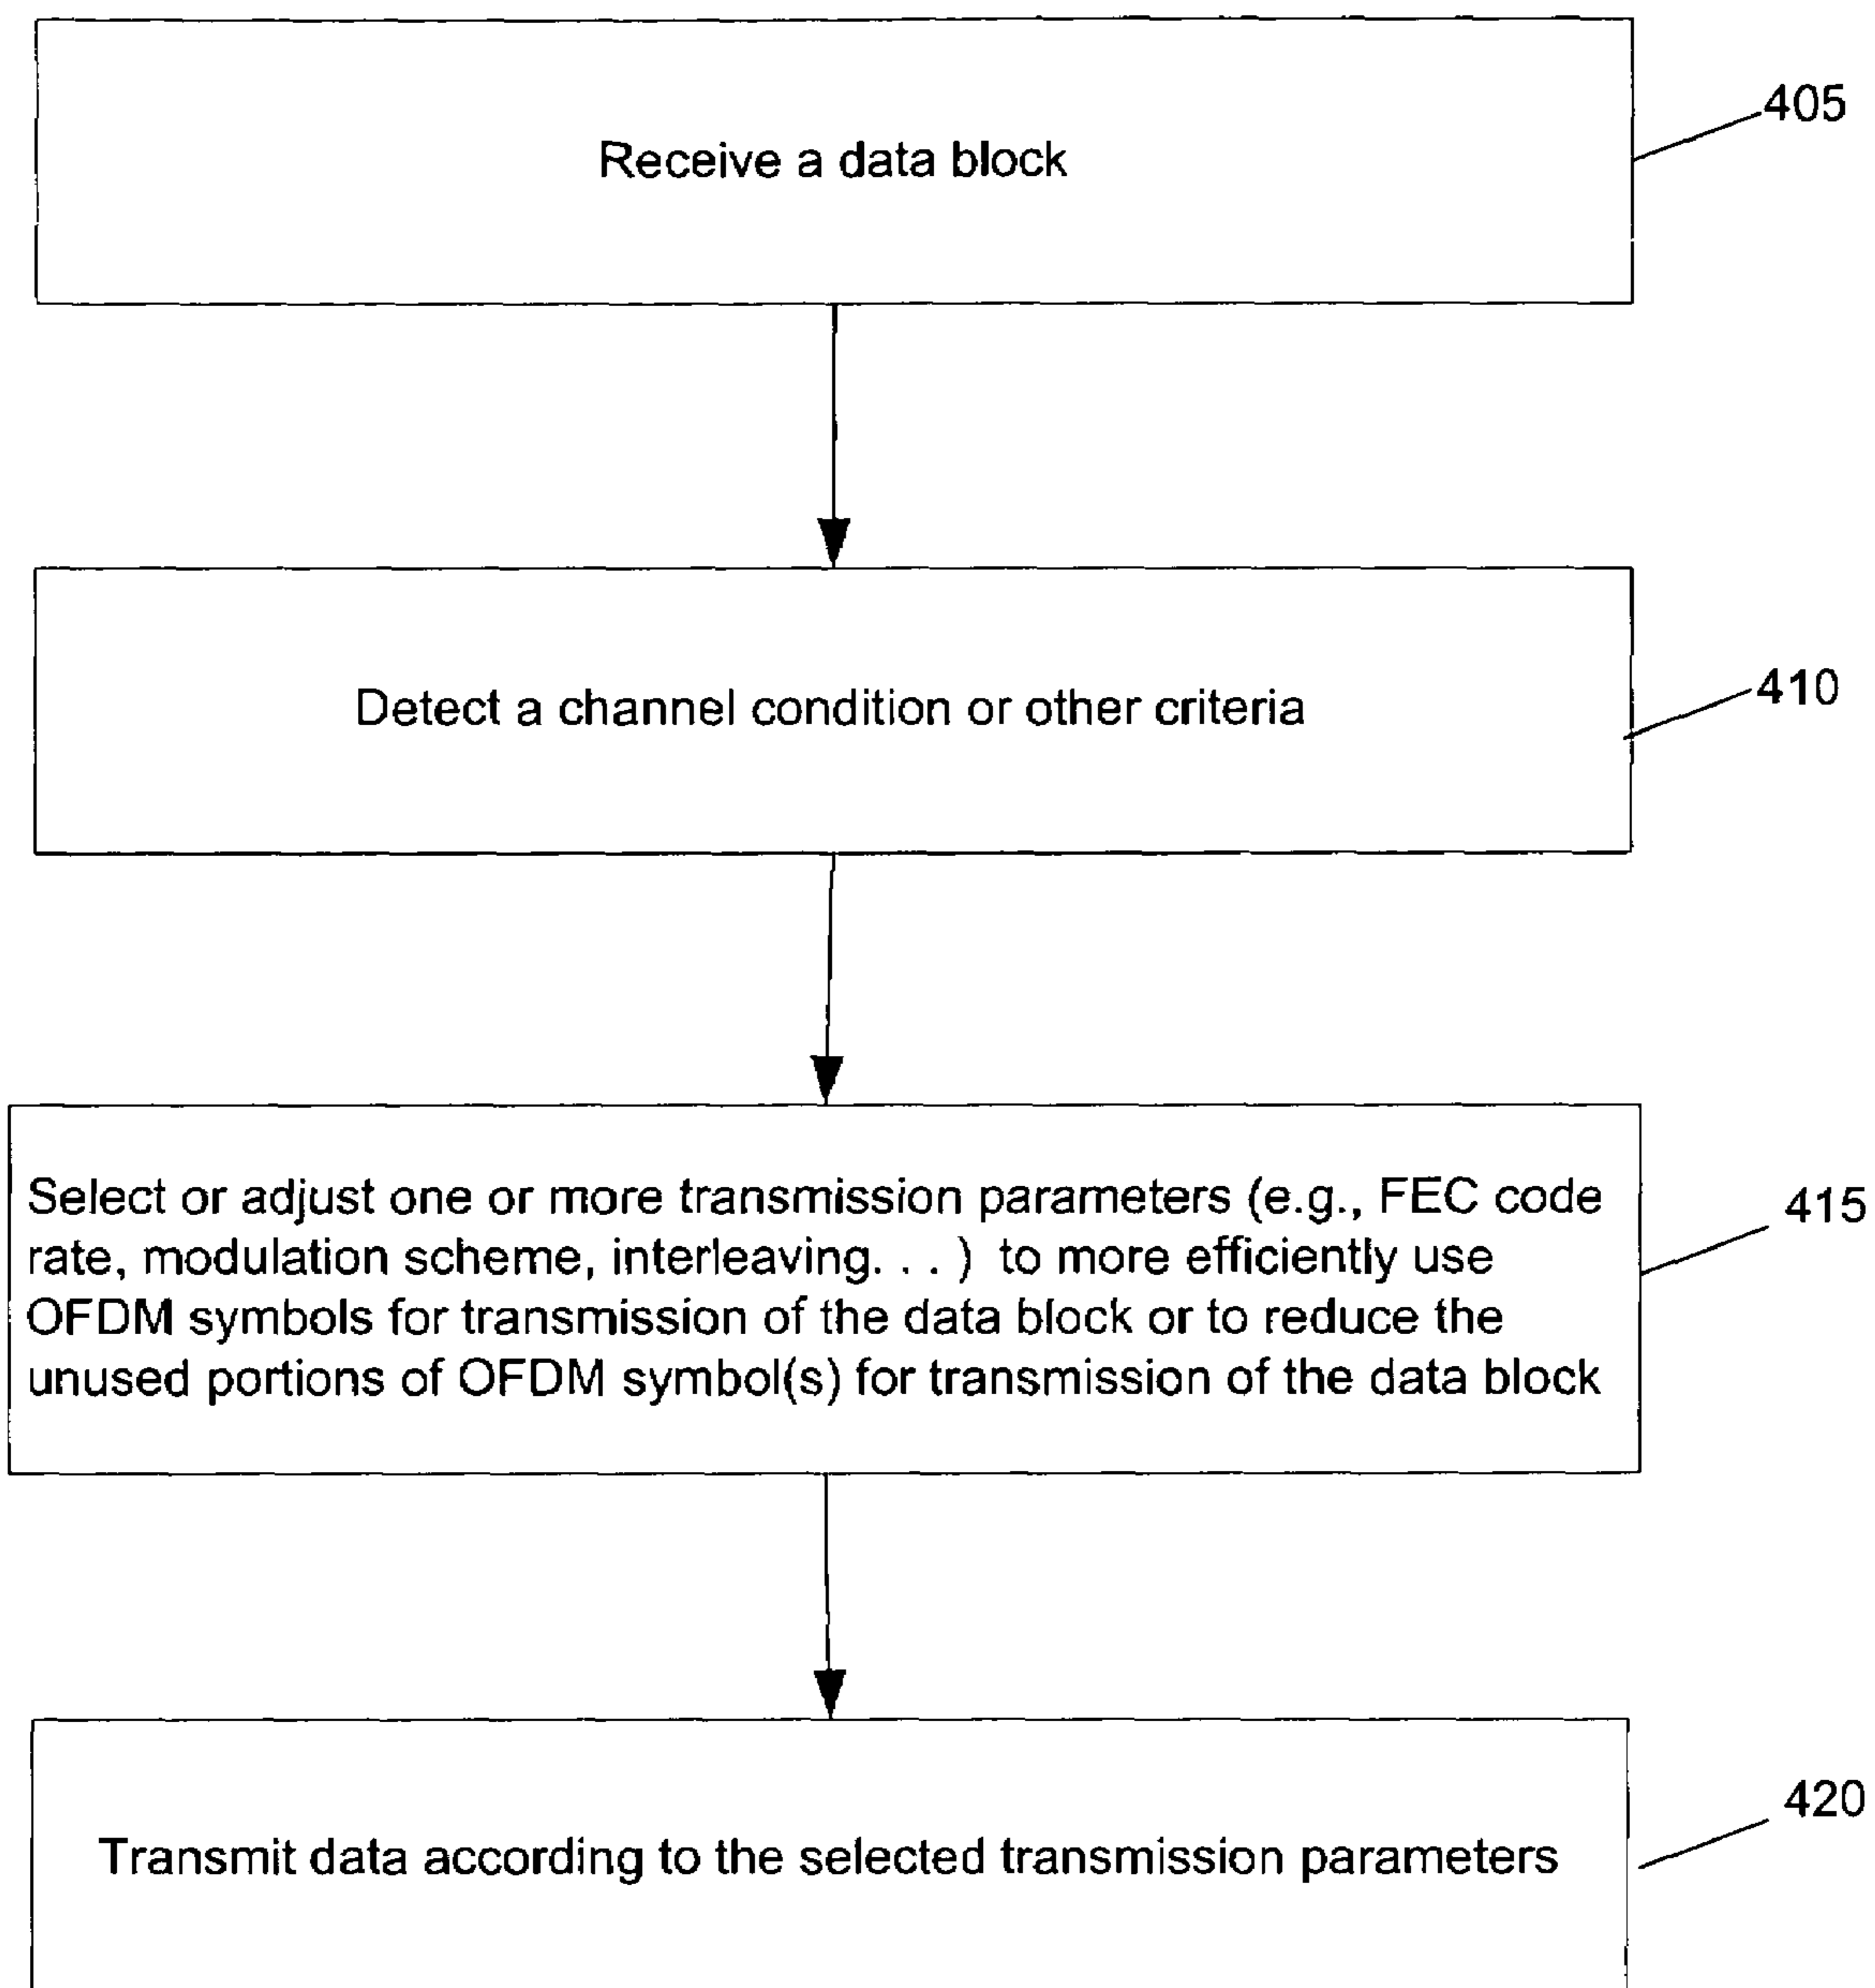 Receive a data block
405
Detect a channel condition or other criteria
410
Select or adjust one or more transmission parameters (e.g., FEC code
rate, modulation scheme, interleaving. . . ) to more efficiently use
OFDM symbols for transmission of the data block or to reduce the
unused portions of OFDM symbol(s) for transmission of the data block
415
Transmit data according to the selected transmission parameters
420